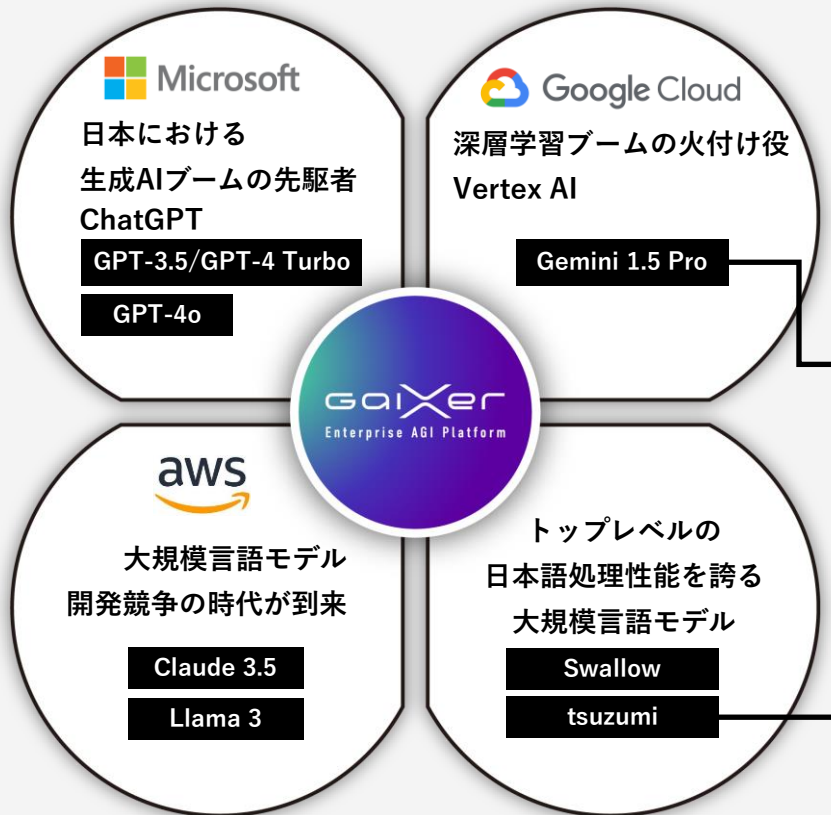 Microsoft
日本における
生成AIブームの先駆者
ChatGPT
GPT-3.5/GPT-4 Turbo
GPT-4o
Google Cloud
深層学習ブームの火付け役
Vertex AI
Gemini 1.5 Pro
GaiXer
Enterprise AGI Platform
aws
大規模言語モデル
開発競争の時代が到来
Claude 3.5
Llama 3
トップレベルの
日本語処理性能を誇る
大規模言語モデル
Swallow
tsuzumi